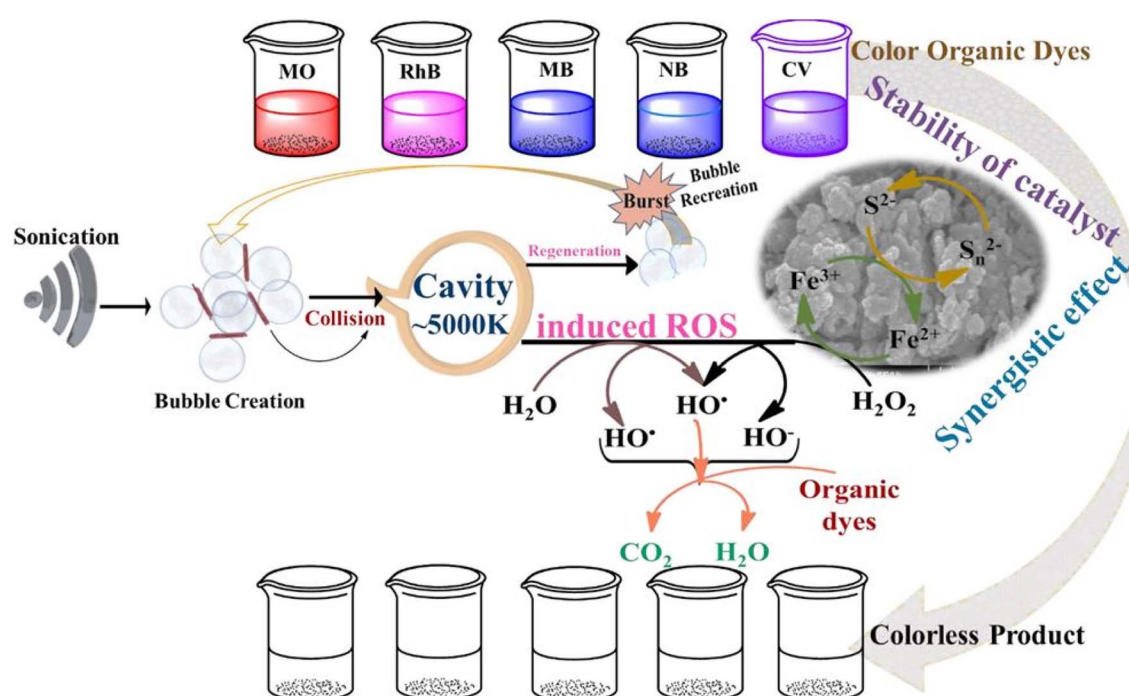 MO
RhB
MB
NB
CV
Color Organic Dyes
Stability of catalyst
Synergistic effect
Sonication
Bubble Creation
Collision
Cavity
~5000K
Regeneration
Burst
Bubble
Recreation
S²⁻
Sₙ²⁻
Fe³⁺
Fe²⁺
induced ROS
H₂O
HO•
H₂O₂
HO•
HO⁻
Organic
dyes
CO₂
H₂O
Colorless Product